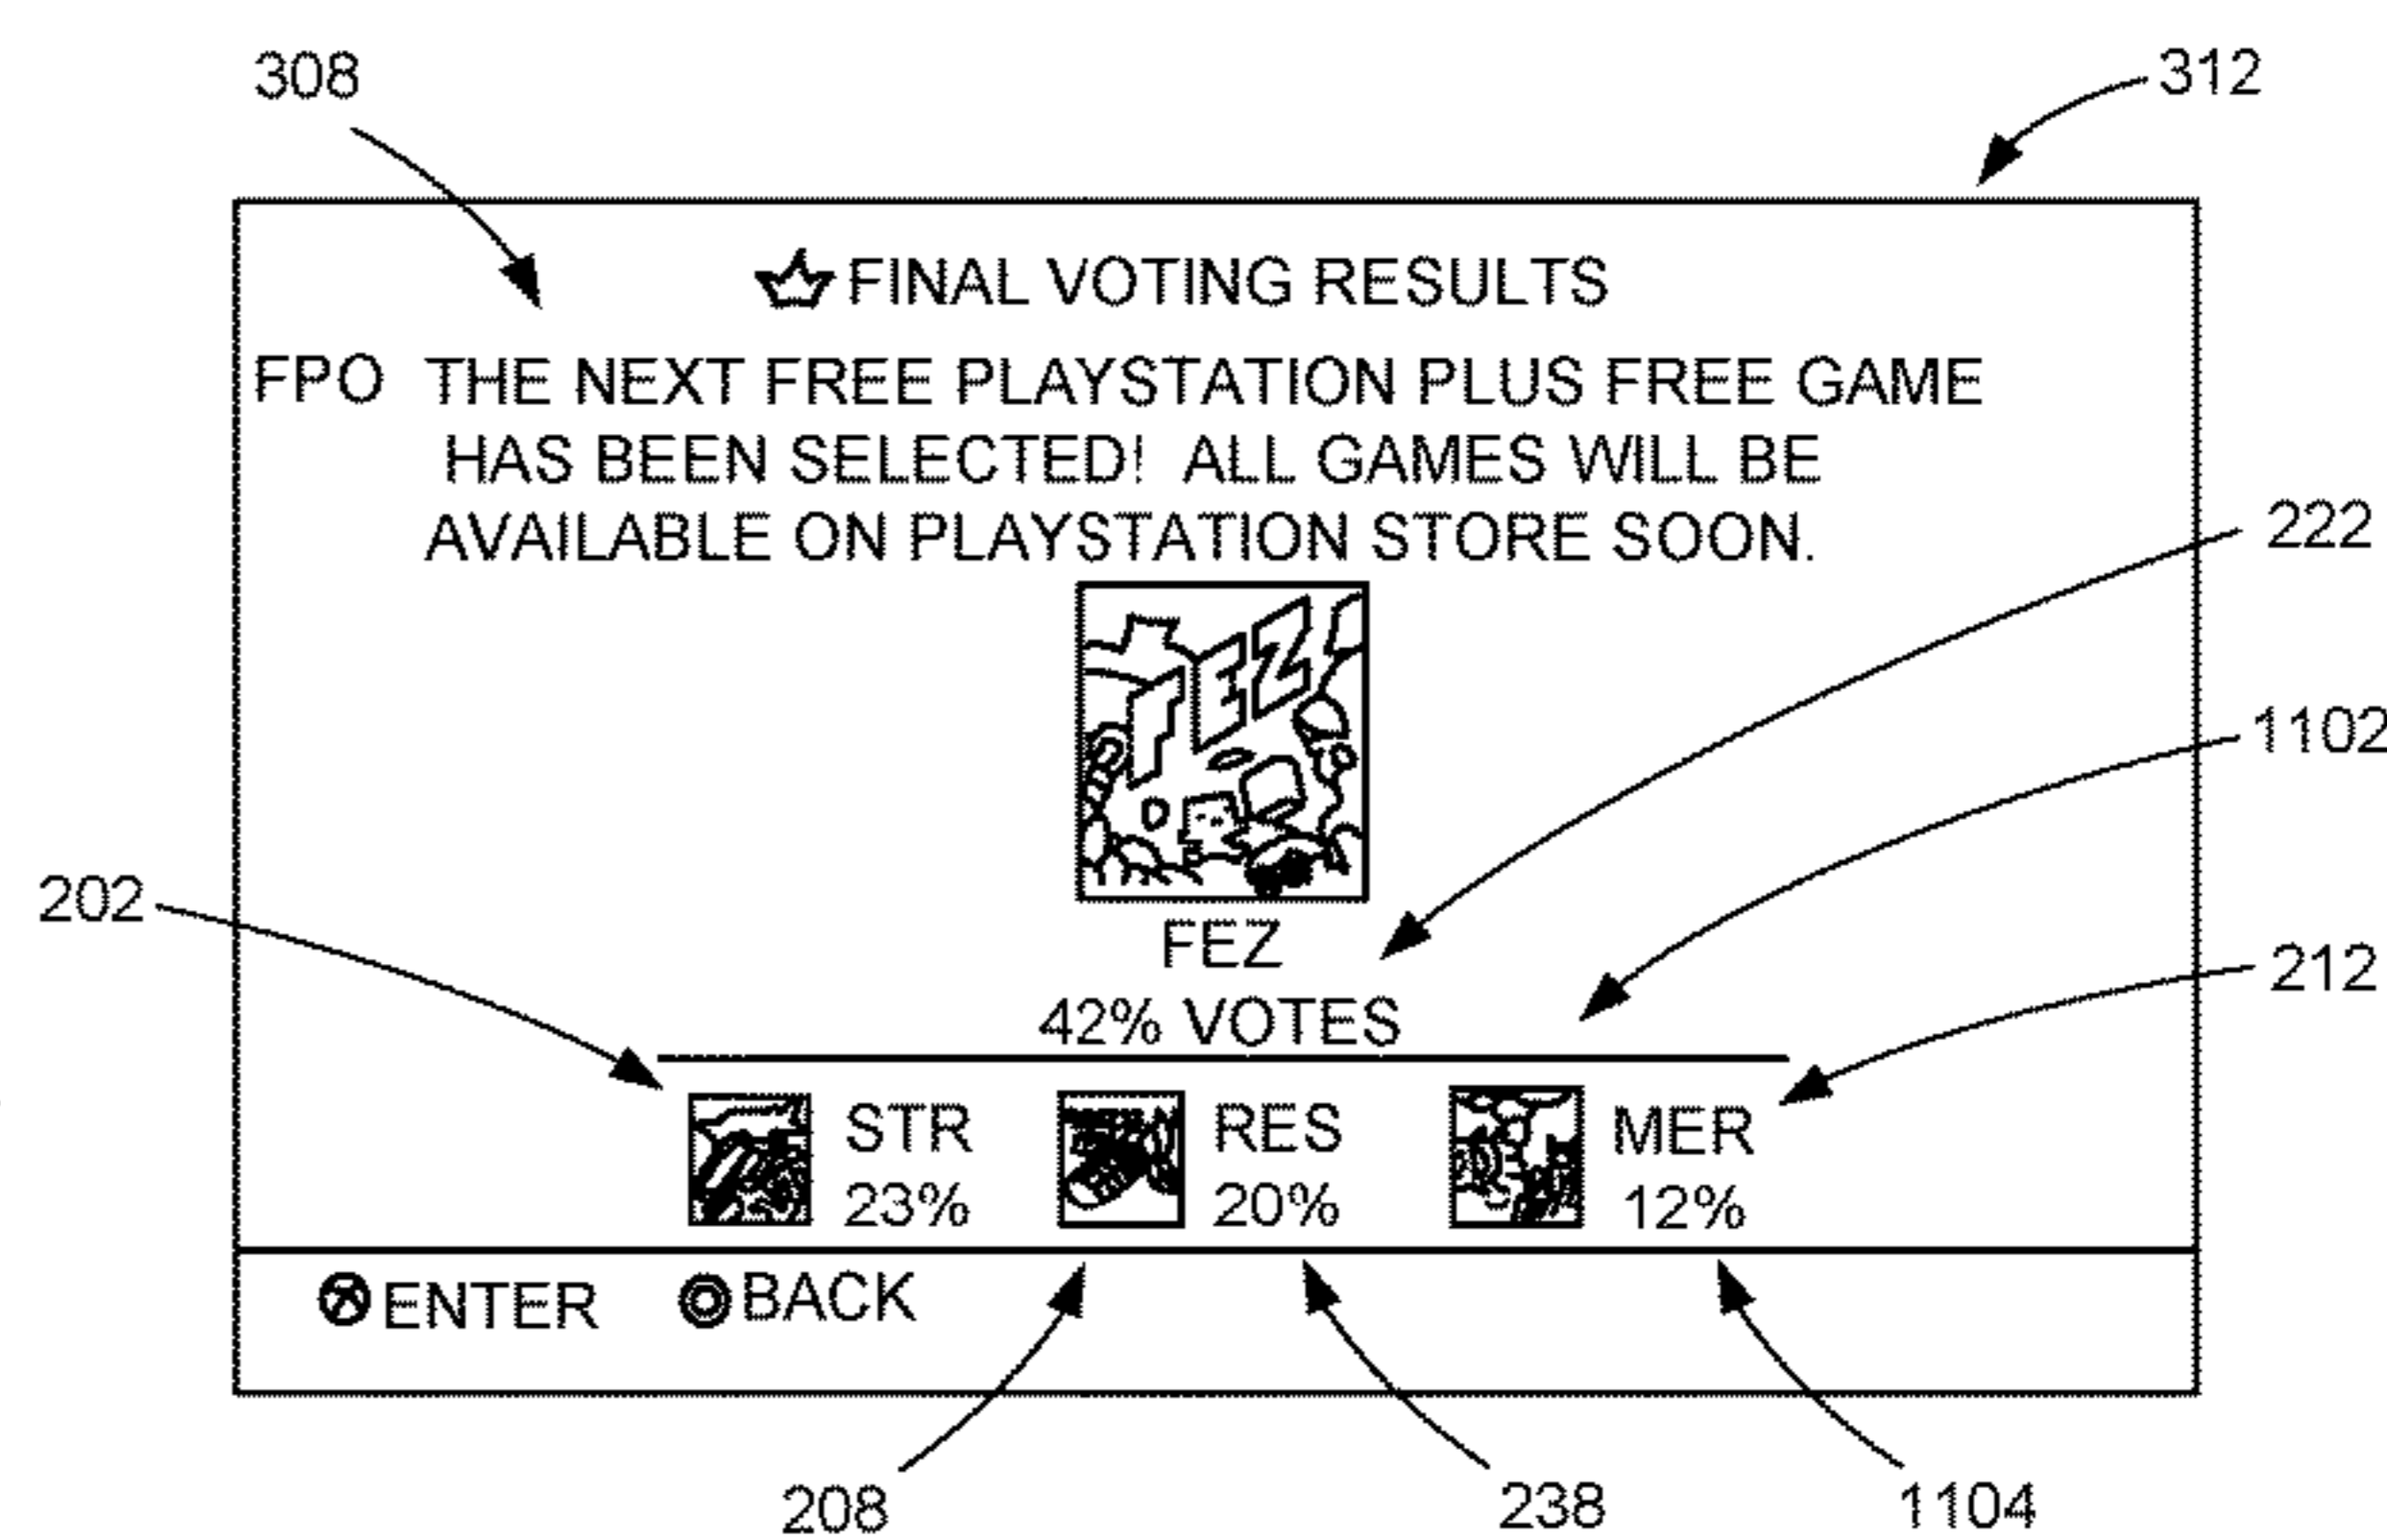 308
312
FINAL VOTING RESULTS
FPO THE NEXT FREE PLAYSTATION PLUS FREE GAME
HAS BEEN SELECTED! ALL GAMES WILL BE
AVAILABLE ON PLAYSTATION STORE SOON.
222
FEZ
1102
202
FEZ
212
42% VOTES
STR
RES
MER
23%
20%
12%
ENTER
BACK
208
238
1104